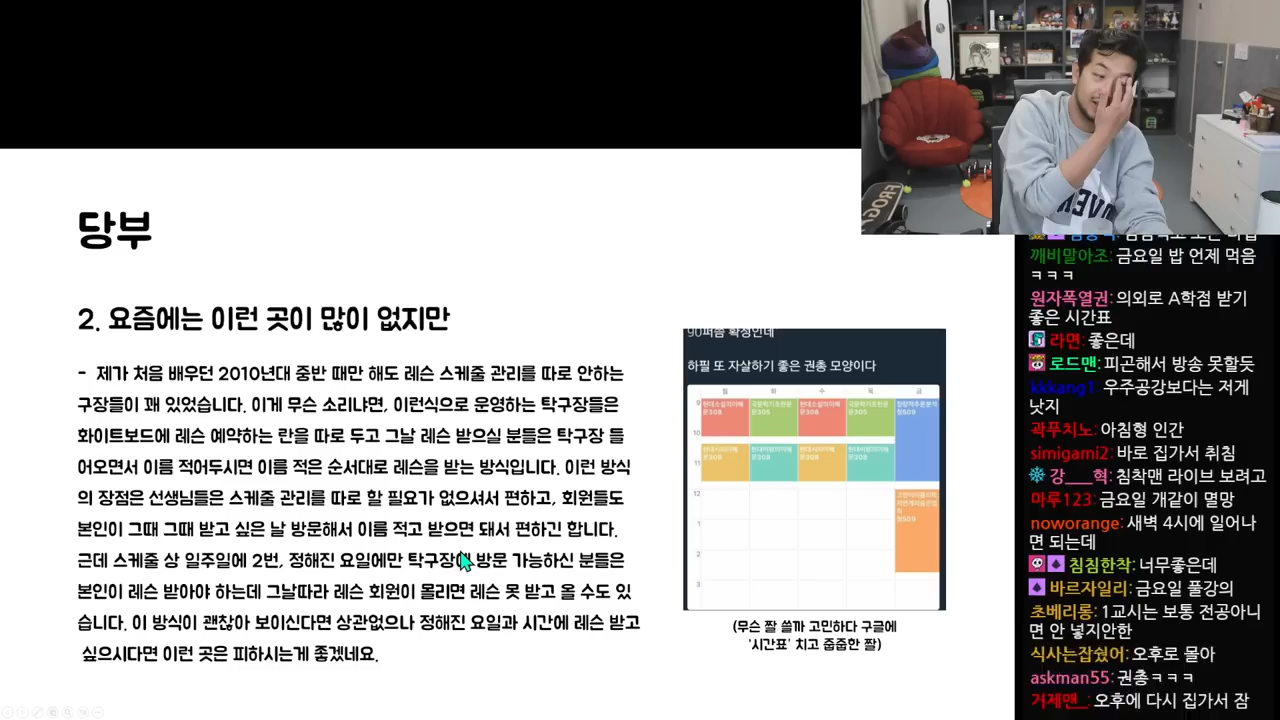 당부
2. 요즘에는 이런 곳이 많이 없지만
- 제가 처음 배우던 2010년대 중반 때만 해도 레슨 스케줄 관리를 따로 안하는
구장들이 꽤 있었습니다. 이게 무슨 소리냐면, 이런식으로 운영하는 탁구장들은
화이트보드에 레슨 예약하는 란을 따로 두고 그날 레슨 받으실 분들은 탁구장 들
어오면서 이름 적어두시면 이름 적은 순서대로 레슨을 받는 방식입니다. 이런 방식
의 장점은 선생님들은 스케줄 관리를 따로 할 필요가 없으셔서 편하고, 회원들도
본인이 그때 그때 받고 싶은 날 방문해서 이름 적고 받으면 돼서 편하긴 합니다.
근데 스케줄 상 일주일에 2번, 정해진 요일에만 탁구장에 방문 가능하신 분들은
본인이 레슨 받아야 하는데 그날따라 레슨 회원이 몰리면 레슨 못 받고 올 수도 있
습니다. 이 방식이 괜찮아 보이신다면 상관없으나 정해진 요일과 시간에 레슨 받고
싶으시다면 이런 곳은 피하시는게 좋겠네요.
90퍼쯤 확정인데
하필 또 자살하기 좋은 권총 모양이다
월 화 수 목 금
9
10
11
12
1
2
3
(무슨 짤 쓸까 고민하다 구글에
'시간표' 치고 줍줍한 짤)
FROGY
깨비말아조: 금요일 밥 언제 먹음
ㅋㅋㅋ
원자폭열권: 의외로 A학점 받기
좋은 시간표
라면: 좋은데
로드맨: 피곤해서 방송 못할듯
kkkang1: 우주공강보다는 저게
낫지
곽푸치노: 아침형 인간
simigami2: 바로 집가서 취침
강___혁: 침착맨 라이브 보려고
마루123: 금요일 개같이 멸망
noworange: 새벽 4시에 일어나
면 되는데
침침한착: 너무좋은데
바르자일리: 금요일 풀강의
초베리롱: 1교시는 보통 전공아니
면 안 넣지안한
식사는잡쉈어: 오후로 몰아
askman55: 권총ㅋㅋㅋ
거제맨_: 오후에 다시 집가서 잠